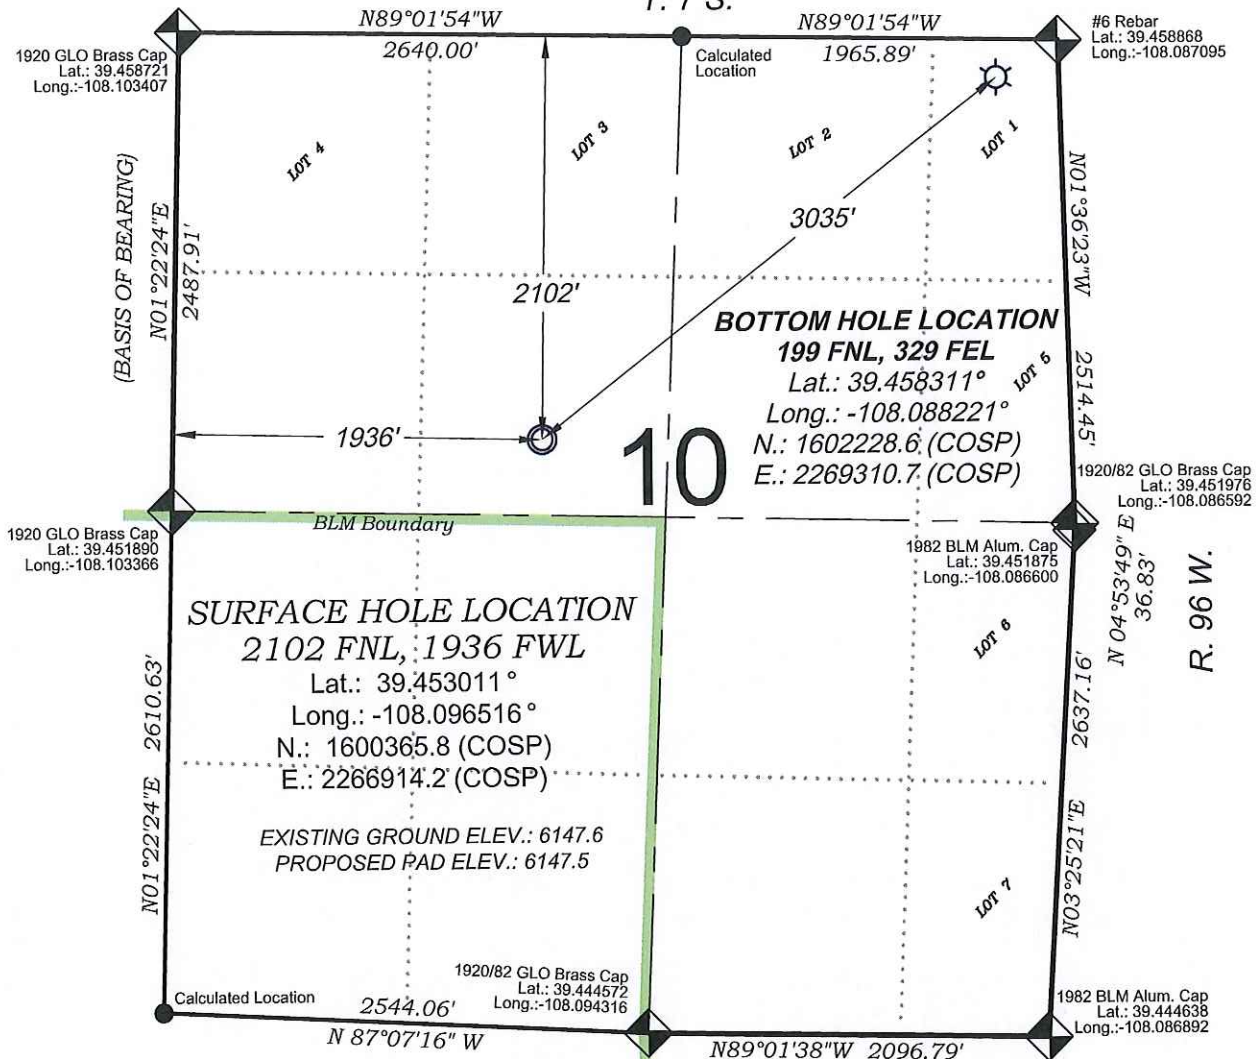 T. 7 S.
N89°01'54"W
2640.00'
N89°01'54"W
1965.89'
#6 Rebar
Lat.: 39.458868
Long.:-108.087095
1920 GLO Brass Cap
Lat.: 39.458721
Long.:-108.103407
Calculated
Location
LOT 4
LOT 3
LOT 2
LOT 1
(BASIS OF BEARING)
N01°22'24"E
2487.91'
N01°36'23"W
2514.45'
3035'
2102'
BOTTOM HOLE LOCATION
199 FNL, 329 FEL
Lat.: 39.458311°
Long.: -108.088221°
N.: 1602228.6 (COSP)
E.: 2269310.7 (COSP)
LOT 5
1936'
10
1920/82 GLO Brass Cap
Lat.: 39.451976
Long.:-108.086592
BLM Boundary
1920 GLO Brass Cap
Lat.: 39.451890
Long.:-108.103366
1982 BLM Alum. Cap
Lat.: 39.451875
Long.:-108.086600
N 04°53'49" E
36.83'
R. 96 W.
SURFACE HOLE LOCATION
2102 FNL, 1936 FWL
Lat.: 39.453011°
Long.: -108.096516°
N.: 1600365.8 (COSP)
E.: 2266914.2 (COSP)
EXISTING GROUND ELEV.: 6147.6
PROPOSED PAD ELEV.: 6147.5
LOT 6
2610.63'
N01°22'24"E
2637.16'
N03°25'21"E
LOT 7
1920/82 GLO Brass Cap
Lat.: 39.444572
Long.:-108.094316
Calculated Location
2544.06'
N 87°07'16" W
1982 BLM Alum. Cap
Lat.: 39.444638
Long.:-108.086892
N89°01'38"W 2096.79'